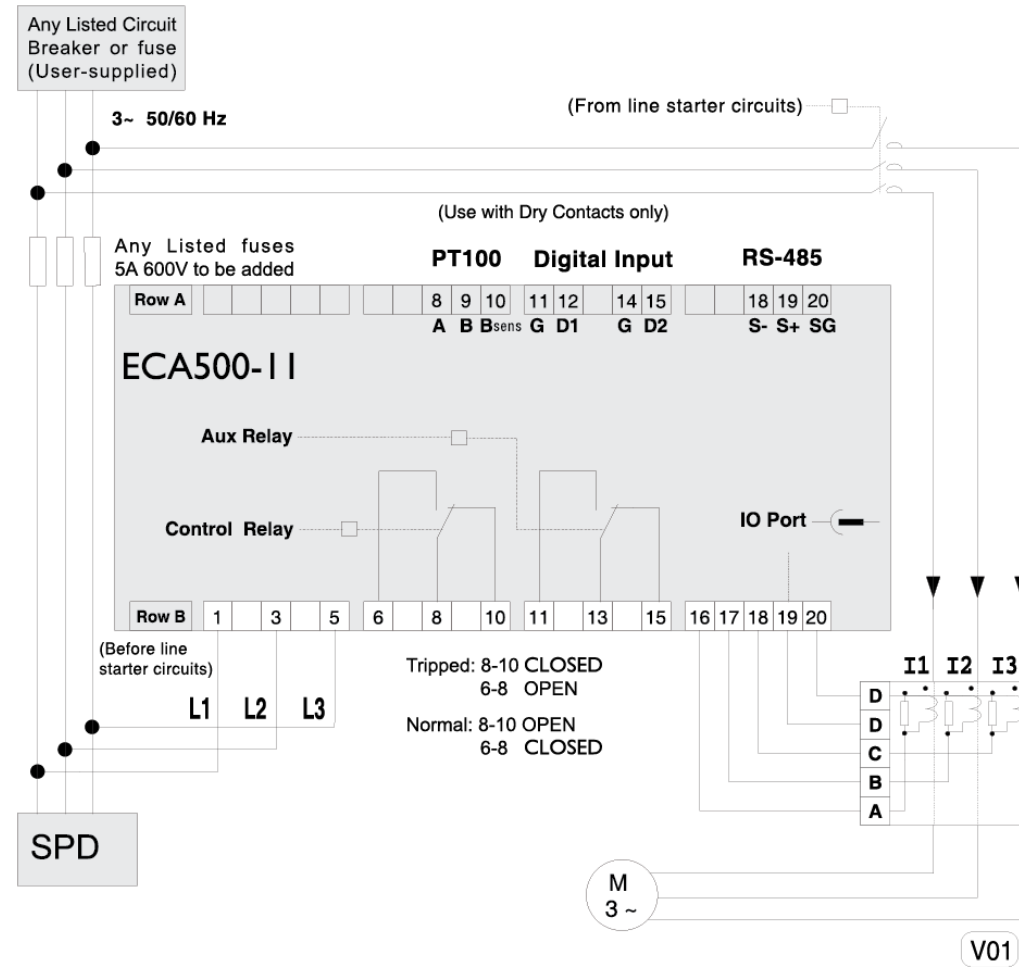 Any Listed Circuit
Breaker or fuse
(User-supplied)
3~ 50/60 Hz
(From line starter circuits)
(Use with Dry Contacts only)
Any Listed fuses
5A 600V to be added
PT100 Digital Input RS-485
Row A 8 9 10 11 12 14 15 18 19 20
A B Bsens G D1 G D2 S- S+ SG
ECA500-11
Aux Relay
Control Relay
IO Port
Row B 1 3 5 6 8 10 11 13 15 16 17 18 19 20
(Before line
starter circuits)
L1 L2 L3
Tripped: 8-10 CLOSED
6-8 OPEN
Normal: 8-10 OPEN
6-8 CLOSED
I1 I2 I3
D
D
C
B
A
SPD
M
3 ~
V01